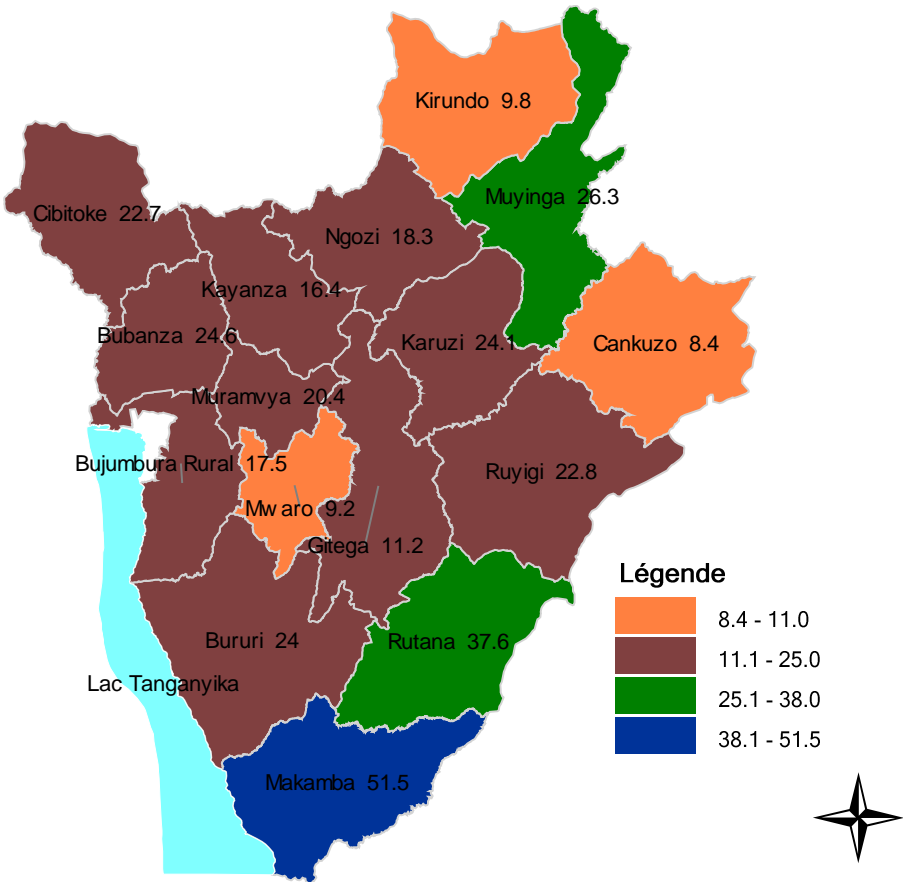 Kirundo 9.8
Muyinga 26.3
Cibitoke 22.7
Ngozi 18.3
Kayanza 16.4
Bubanza 24.6
Karuzi 24.1
Cankuzo 8.4
Muramvya 20.4
Bujumbura Rural 17.5
Ruyigi 22.8
Mwaro 9.2
Gitega 11.2
Légende
8.4 - 11.0
11.1 - 25.0
25.1 - 38.0
38.1 - 51.5
Bururi 24
Rutana 37.6
Lac Tanganyika
Makamba 51.5